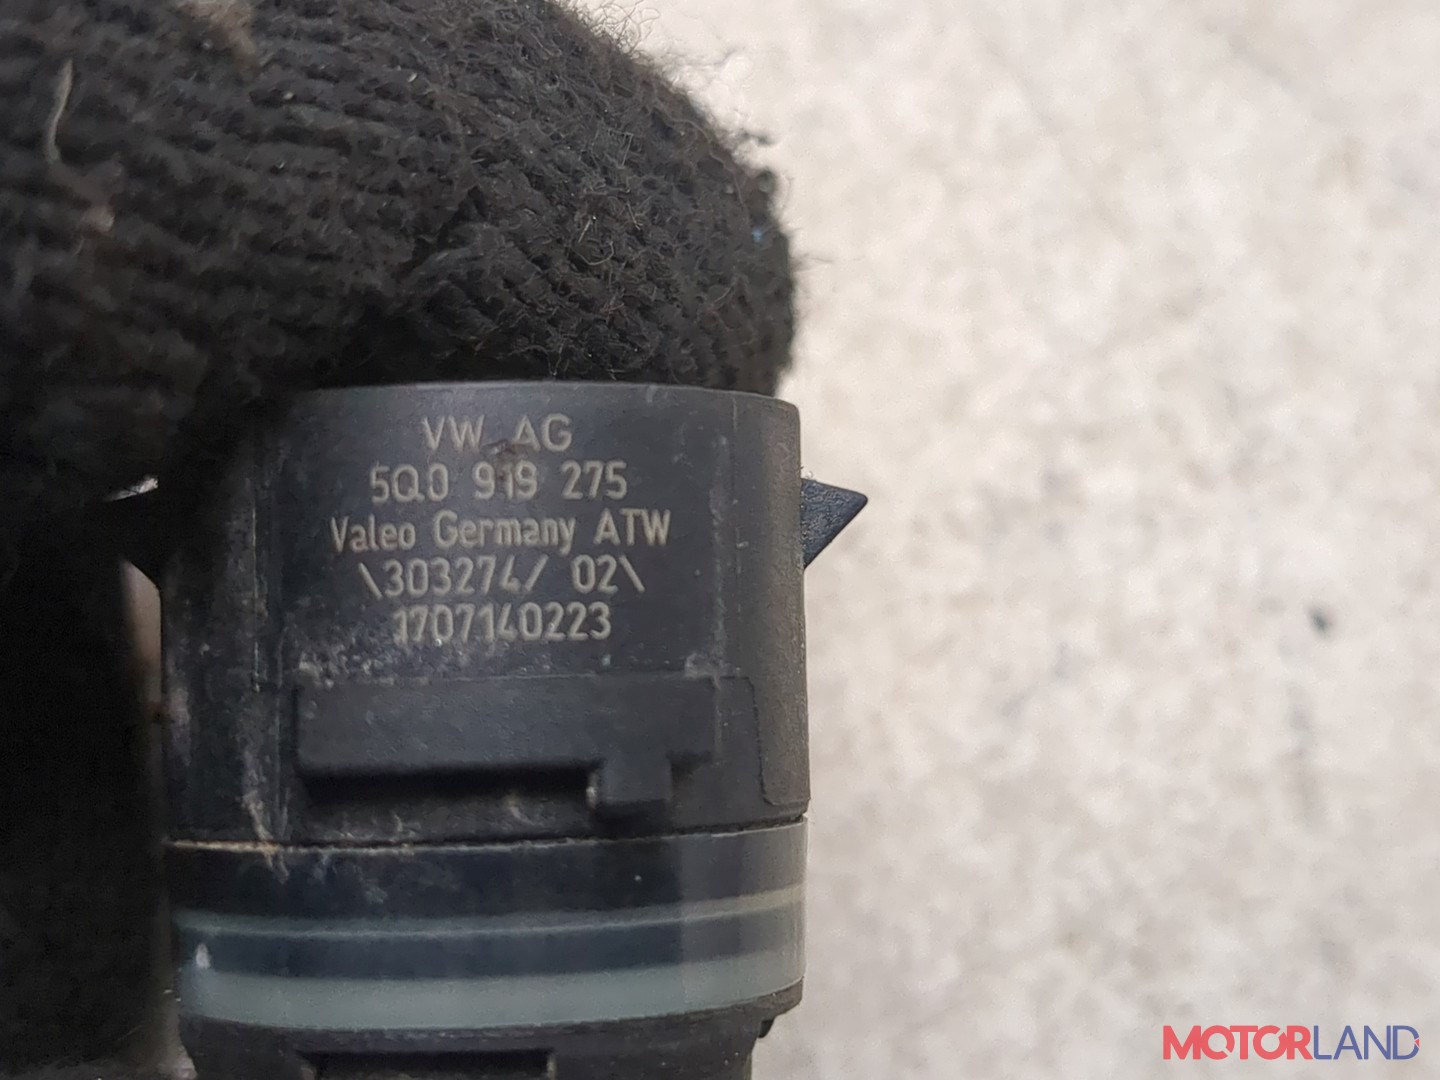 VW AG
5Q0 919 275
Valeo Germany ATW
\303274/ 02\
1707140223
MOTORLAND